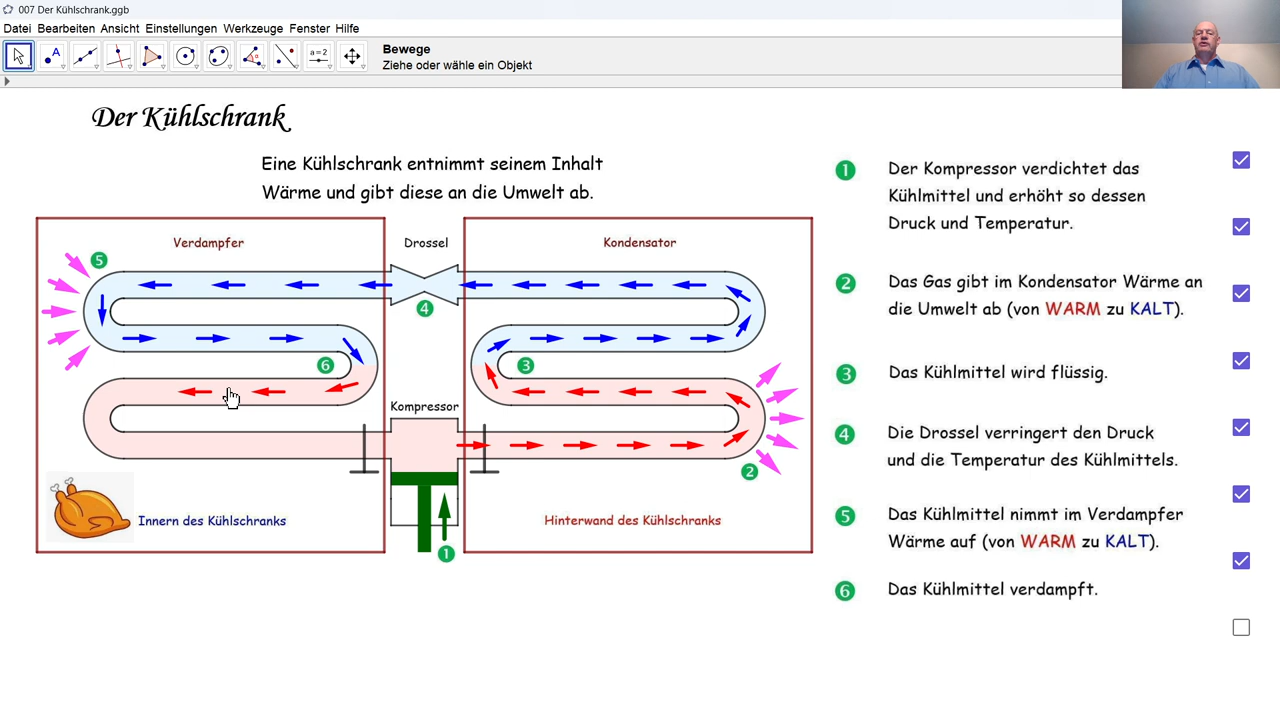 007 Der Kühlschrank.ggb
Datei Bearbeiten Ansicht Einstellungen Werkzeuge Fenster Hilfe
A
a=2
Bewege
Ziehe oder wähle ein Objekt
Der Kühlschrank
Eine Kühlschrank entnimmt seinem Inhalt
Wärme und gibt diese an die Umwelt ab.
Verdampfer
Drossel
Kondensator
5
4
6
3
Kompressor
2
Innern des Kühlschranks
Hinterwand des Kühlschranks
1
1 Der Kompressor verdichtet das
Kühlmittel und erhöht so dessen
Druck und Temperatur.
2 Das Gas gibt im Kondensator Wärme an
die Umwelt ab (von WARM zu KALT).
3 Das Kühlmittel wird flüssig.
4 Die Drossel verringert den Druck
und die Temperatur des Kühlmittels.
5 Das Kühlmittel nimmt im Verdampfer
Wärme auf (von WARM zu KALT).
6 Das Kühlmittel verdampft.